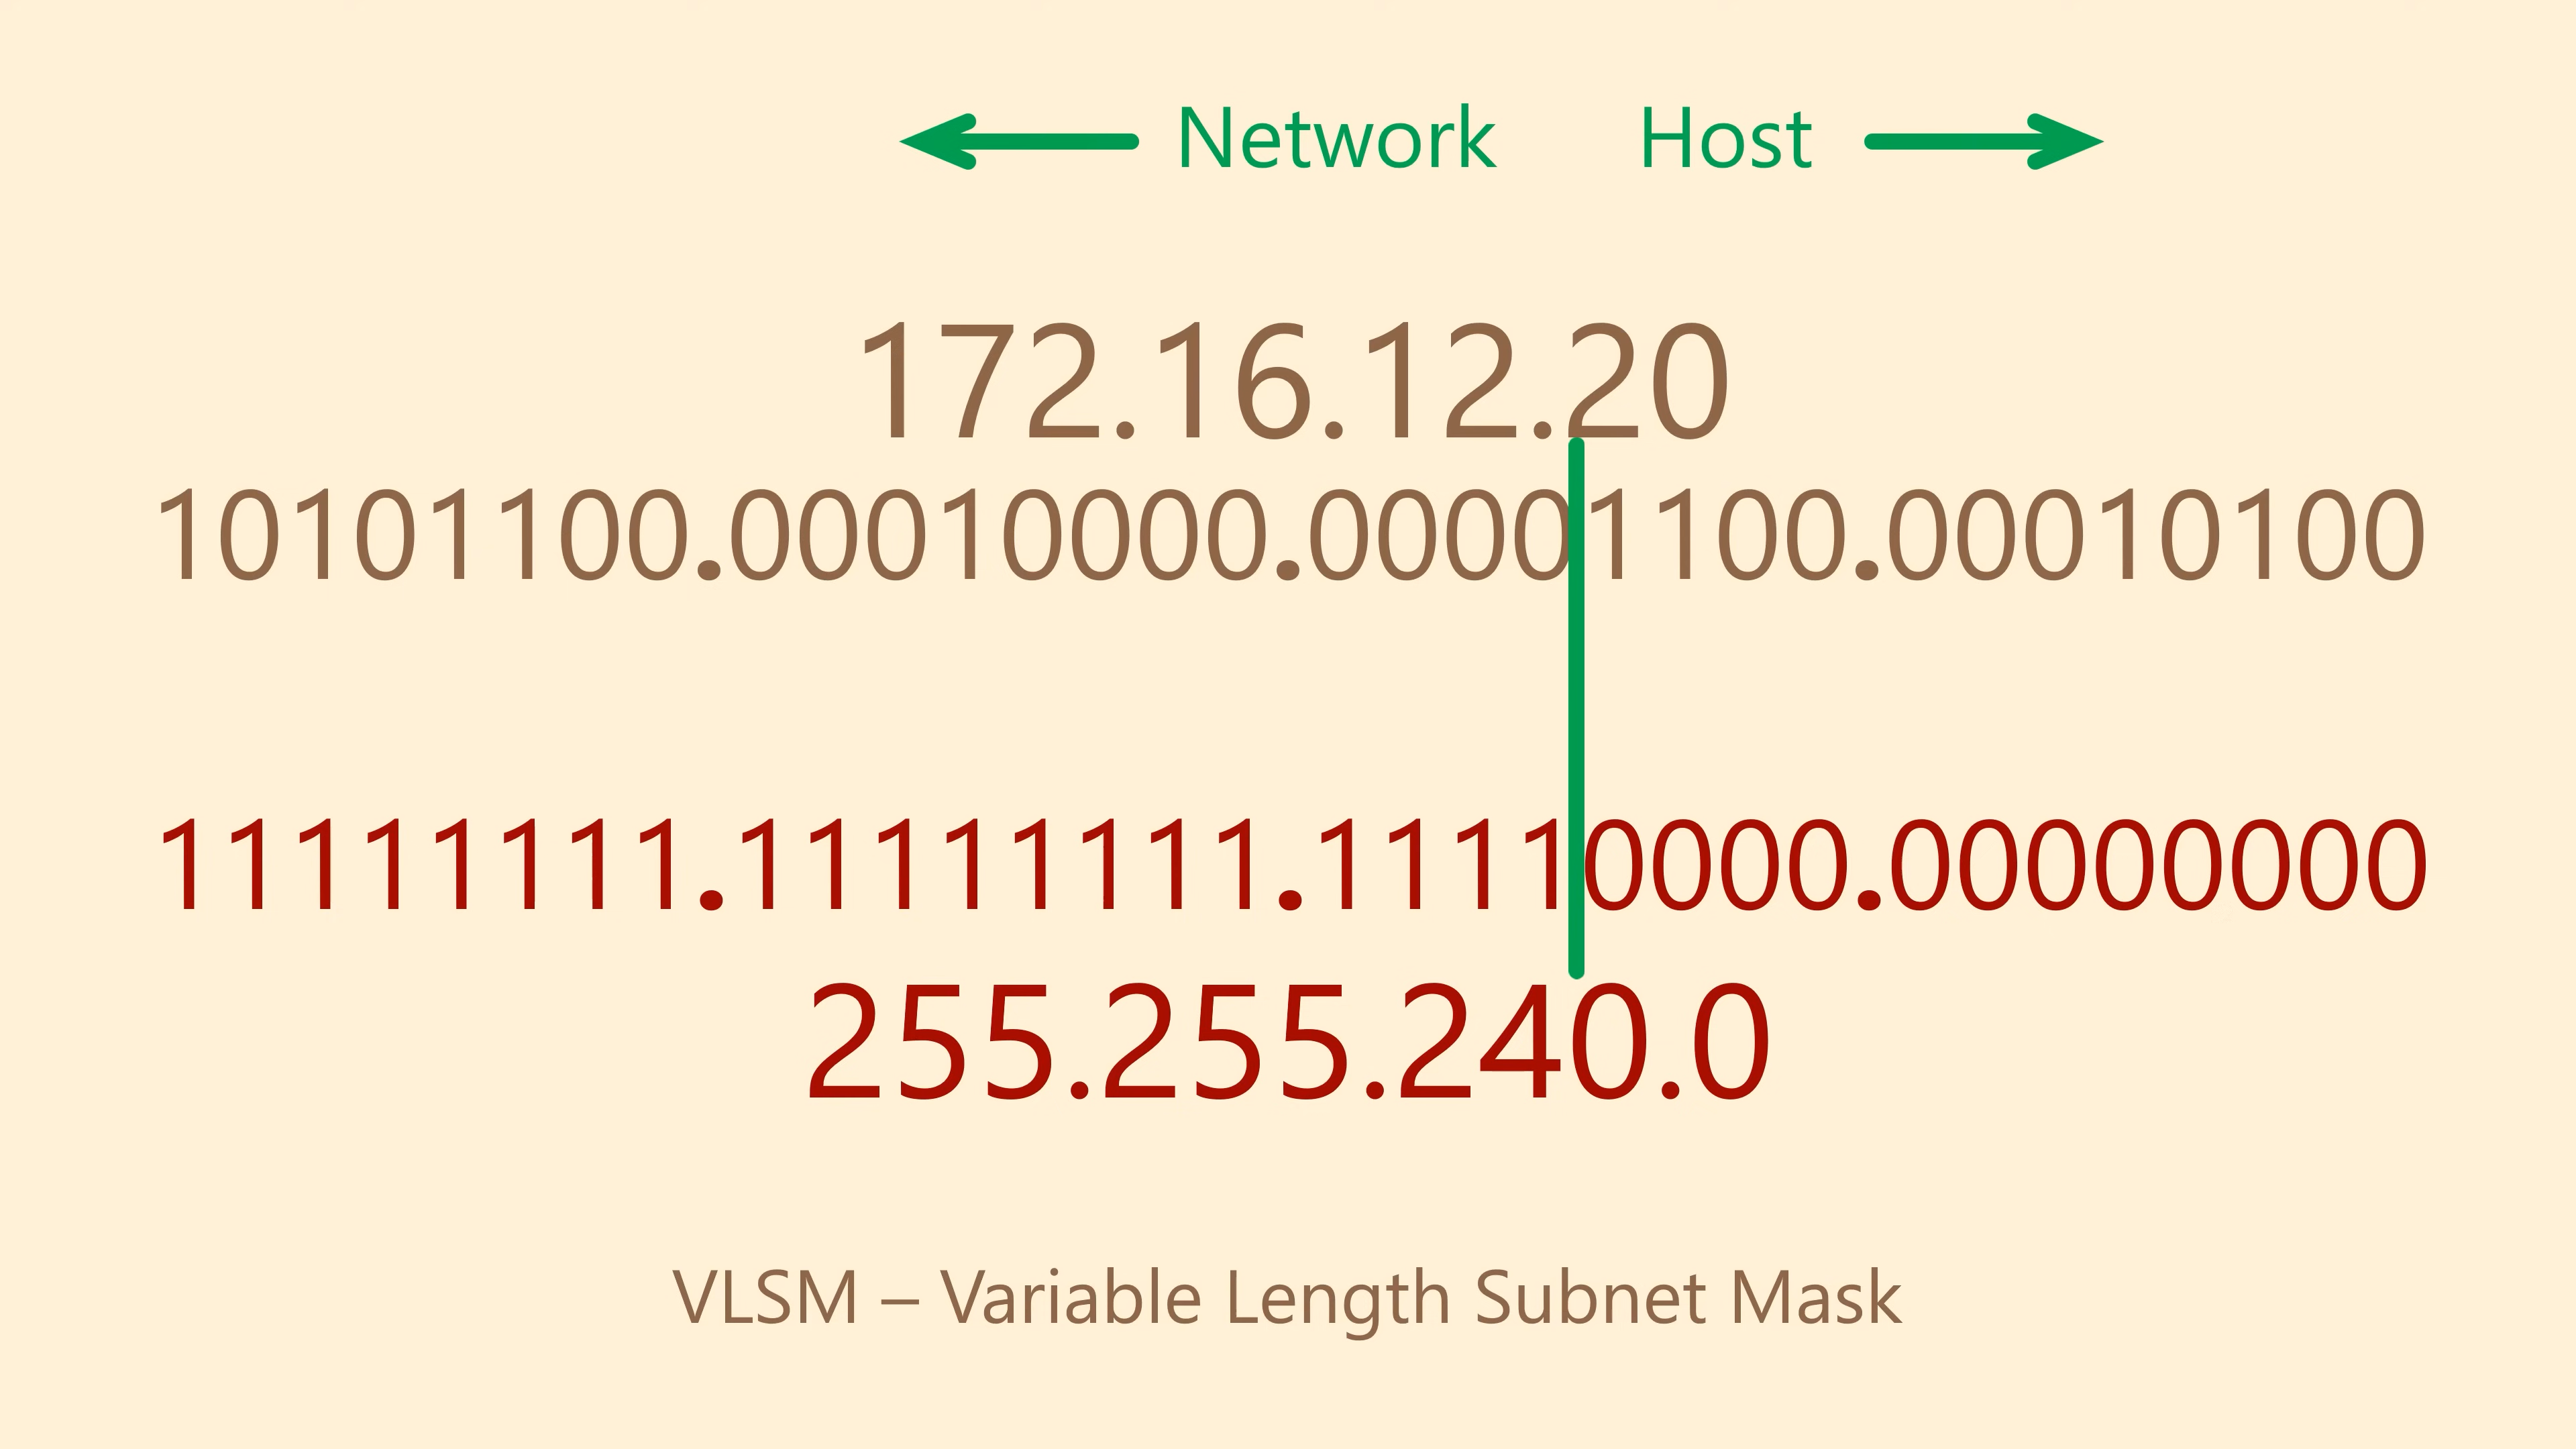 Network Host
172.16.12.20
10101100.00010000.00001100.00010100
11111111.11111111.11110000.00000000
255.255.240.0
VLSM – Variable Length Subnet Mask